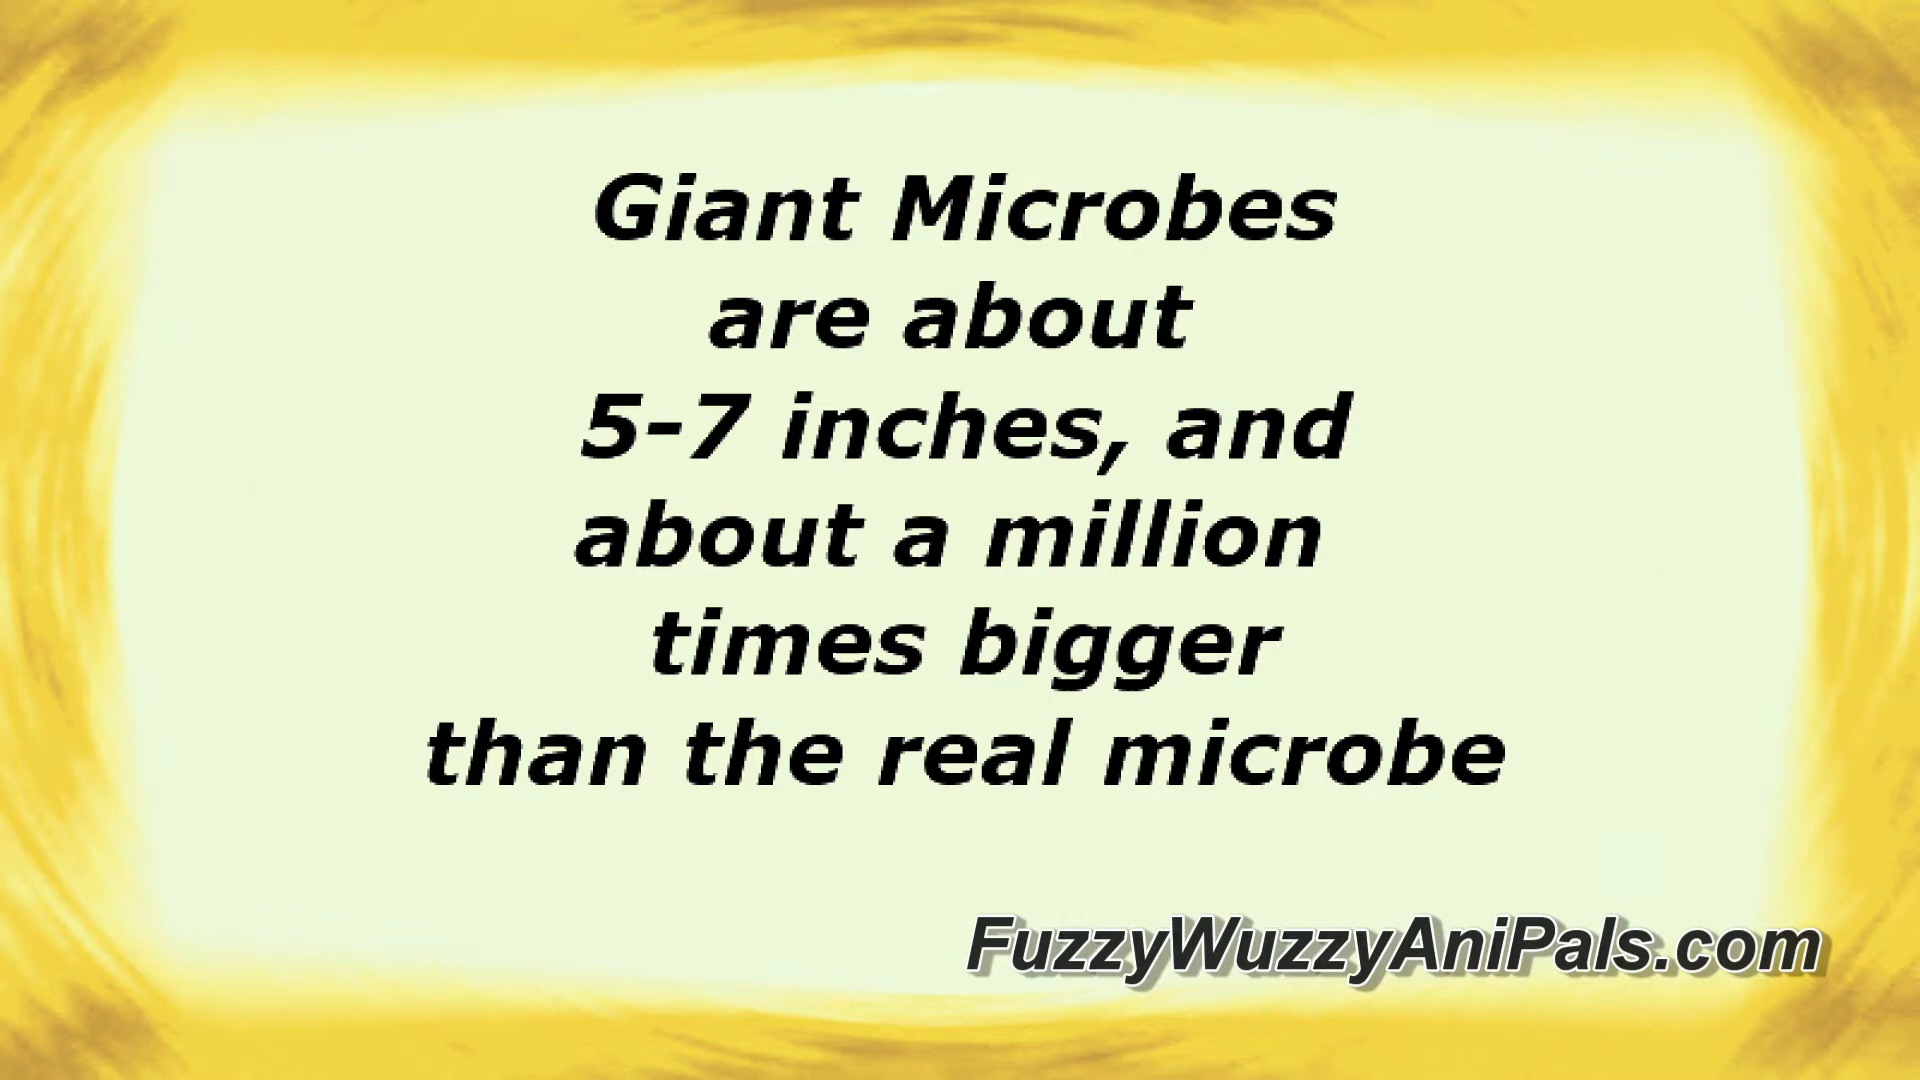 Giant Microbes
are about
5-7 inches, and
about a million
times bigger
than the real microbe
FuzzyWuzzyAniPals.com